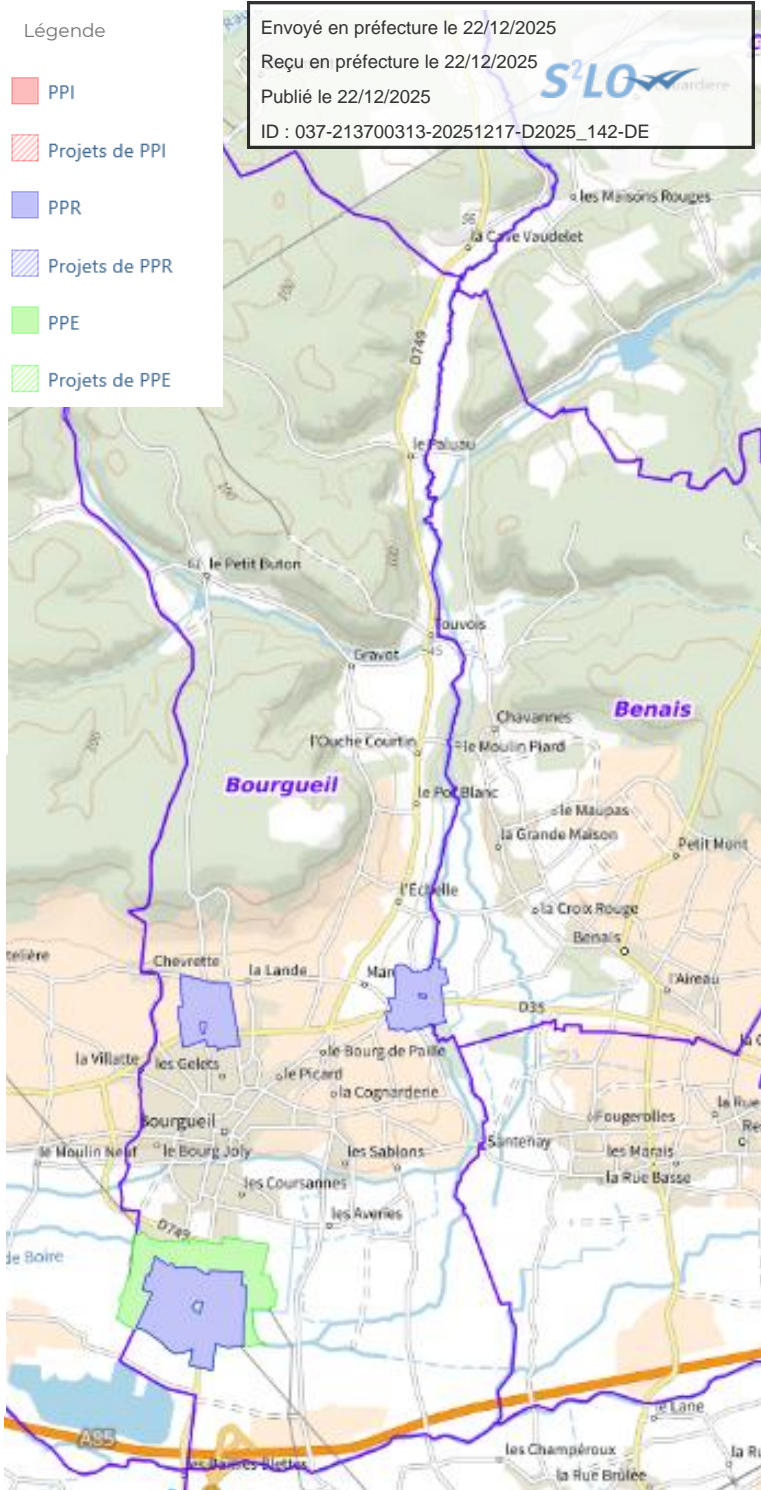 Légende
PPI
Projets de PPI
PPR
Projets de PPR
PPE
Projets de PPE
Envoyé en préfecture le 22/12/2025
Reçu en préfecture le 22/12/2025
Publié le 22/12/2025
ID : 037-213700313-20251217-D2025_142-DE
S²LO
les Maisons Rouges
la Cave Vaudelet
D749
le Paluau
le Petit Buton
Touvois
Gravot
Benais
Chavannes
l'Ouche Courtin
le Moulin Piard
Bourgueil
le Pot Blanc
le Maupas
la Grande Maison
Petit Mont
l'Échelle
la Croix Rouge
Benais
Chevrette
la Lande
l'Aireau
D35
le Bourg de Paille
la Villatte
les Gelets
le Picard
la Cognarderie
Fougerolles
la Rue
Bourgueil
le Moulin Neuf
le Bourg Joly
les Sablons
Santenay
les Marais
la Rue Basse
les Coursannes
les Averies
D749
de Boire
A85
le Lane
les Champéroux
la Rue Brûlée